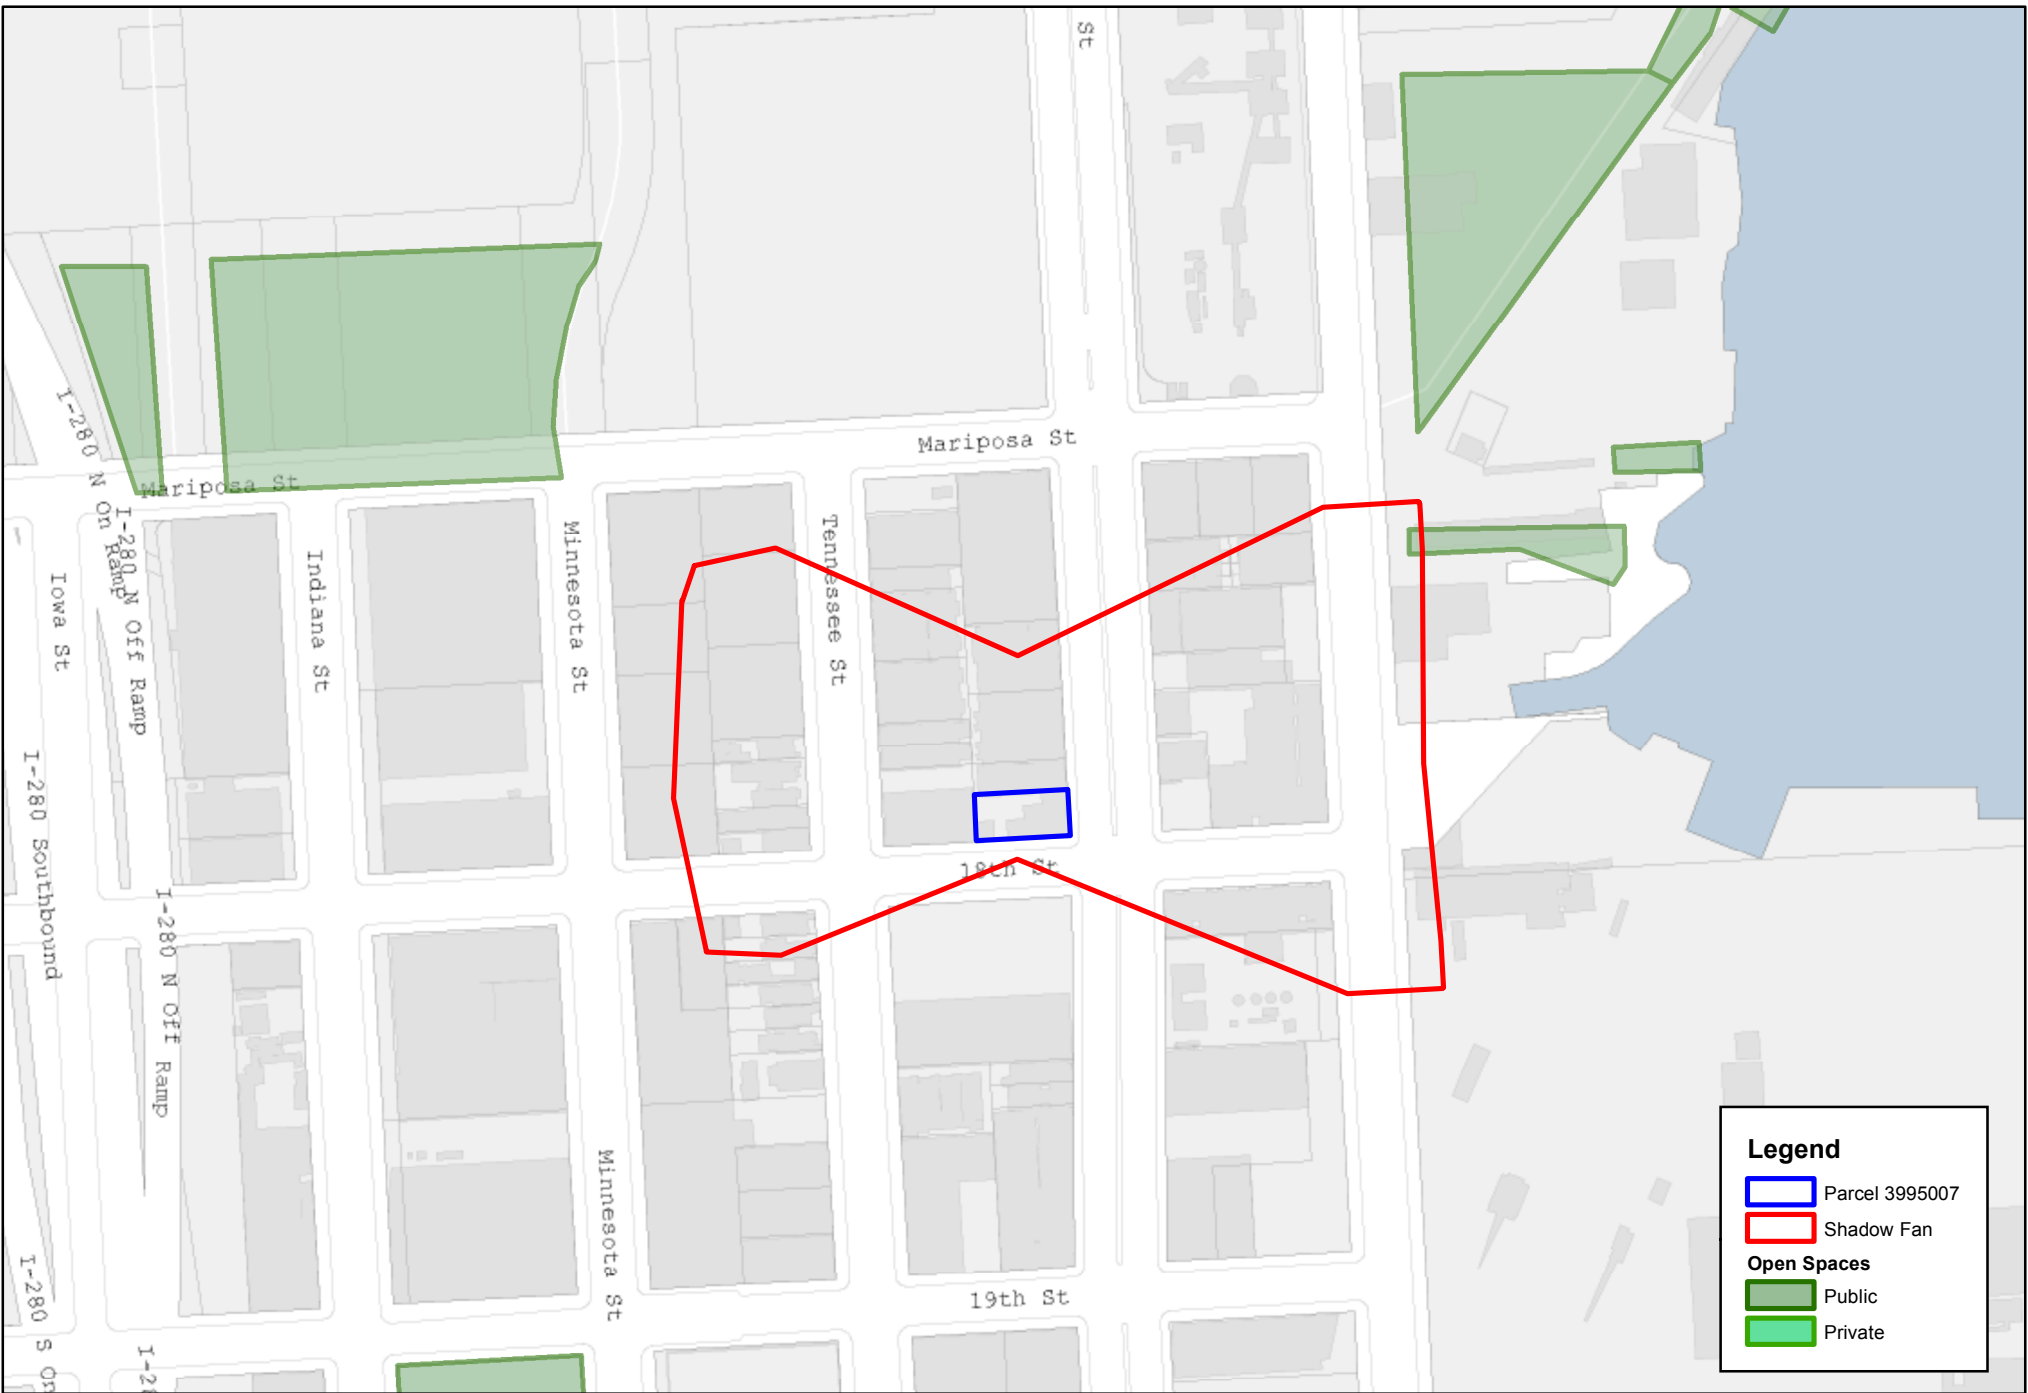 St
Mariposa St
Mariposa St
I-280 N On Ramp
I-280 N Off Ramp
Iowa St
Indiana St
Minnesota St
Tennessee St
18th St
I-280 Southbound
I-280 N Off Ramp
Minnesota St
19th St
I-280 S On
I-28
Legend
Parcel 3995007
Shadow Fan
Open Spaces
Public
Private